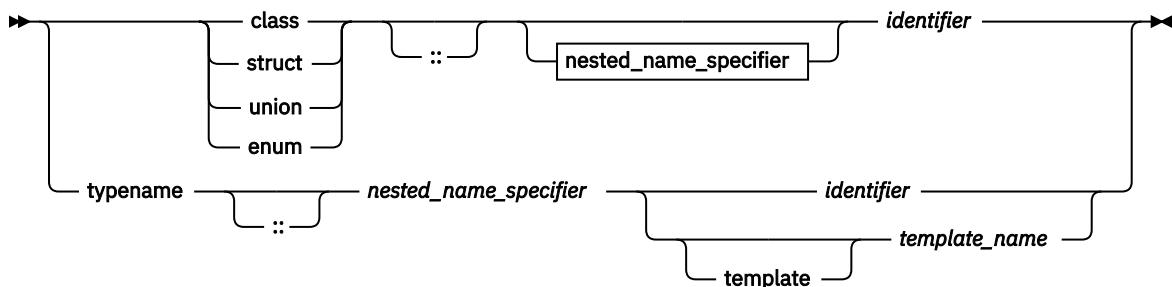 class :: identifier
struct nested_name_specifier
union
enum
typename :: nested_name_specifier identifier
template template_name